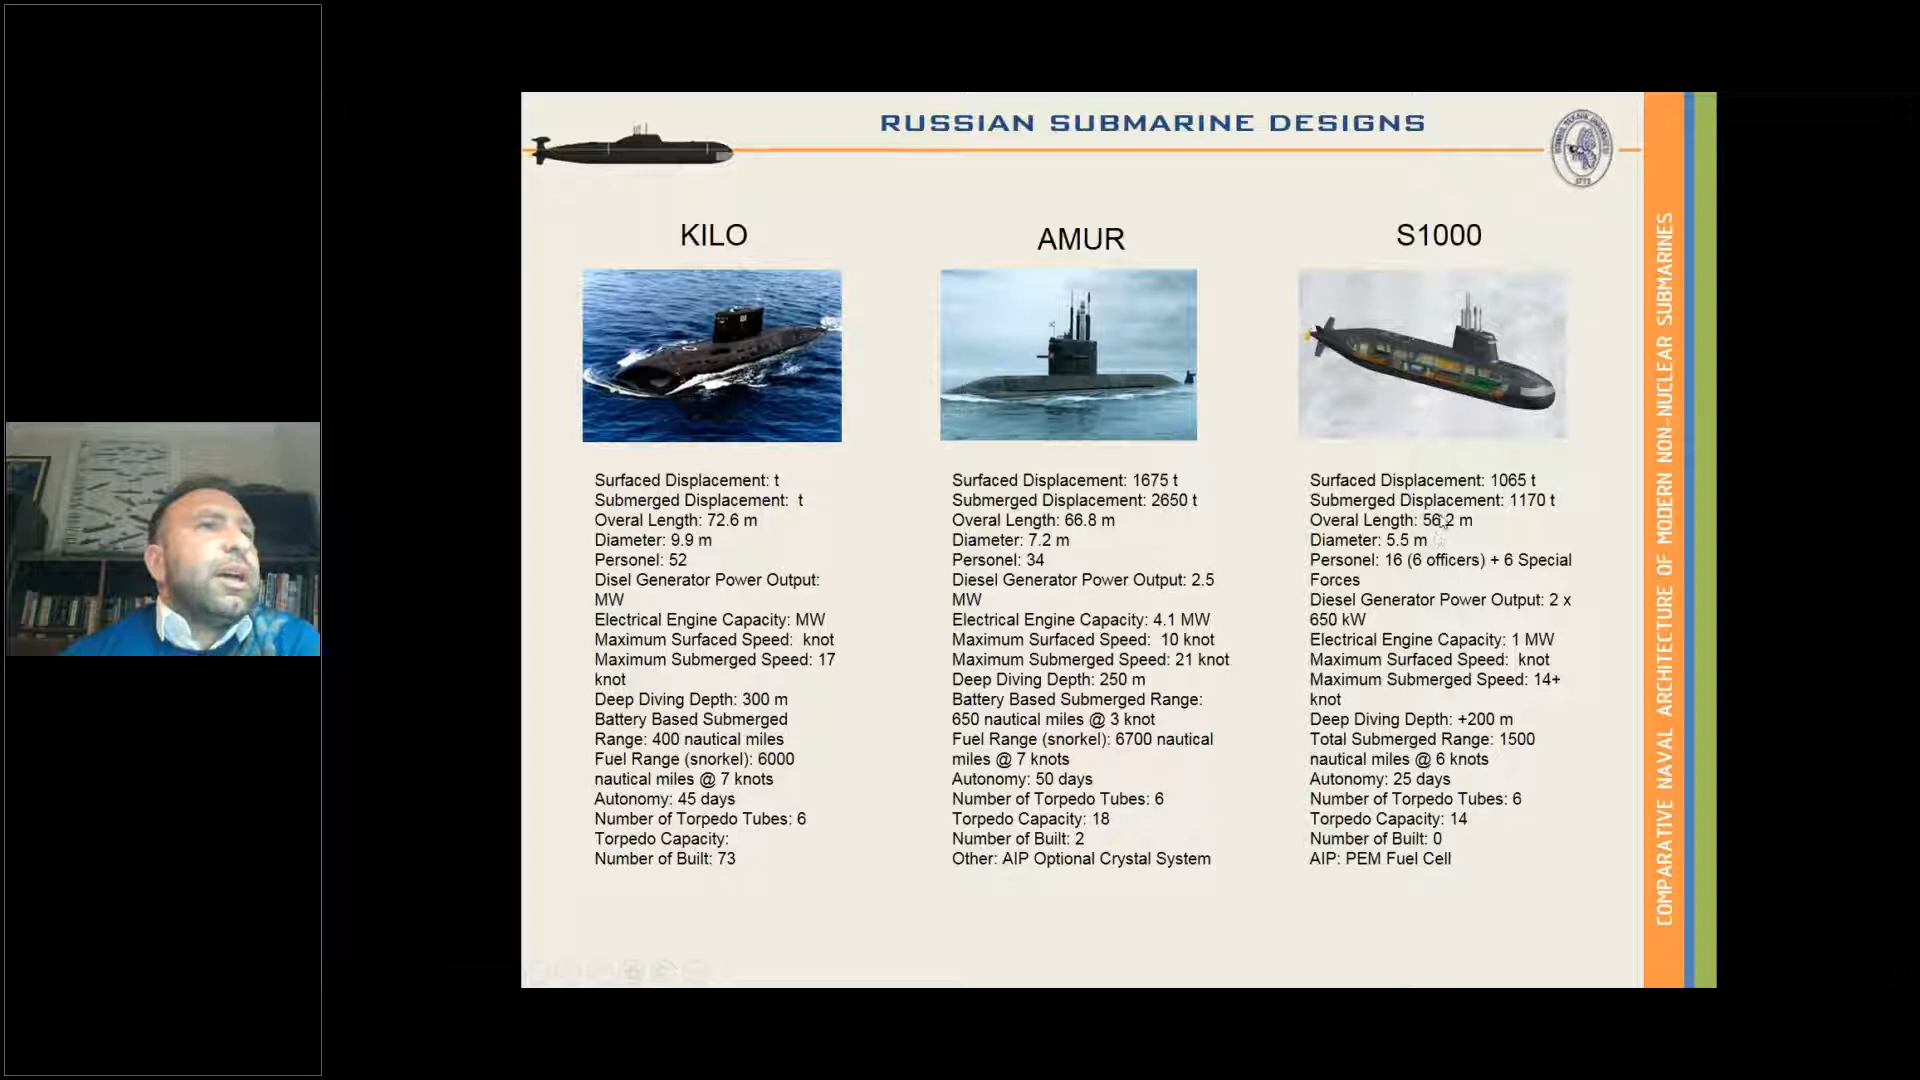 RUSSIAN SUBMARINE DESIGNS
KILO
Surfaced Displacement: t
Submerged Displacement: t
Overal Length: 72.6 m
Diameter: 9.9 m
Personel: 52
Disel Generator Power Output:
MW
Electrical Engine Capacity: MW
Maximum Surfaced Speed: knot
Maximum Submerged Speed: 17
knot
Deep Diving Depth: 300 m
Battery Based Submerged
Range: 400 nautical miles
Fuel Range (snorkel): 6000
nautical miles @ 7 knots
Autonomy: 45 days
Number of Torpedo Tubes: 6
Torpedo Capacity:
Number of Built: 73
AMUR
Surfaced Displacement: 1675 t
Submerged Displacement: 2650 t
Overal Length: 66.8 m
Diameter: 7.2 m
Personel: 34
Diesel Generator Power Output: 2.5
MW
Electrical Engine Capacity: 4.1 MW
Maximum Surfaced Speed: 10 knot
Maximum Submerged Speed: 21 knot
Deep Diving Depth: 250 m
Battery Based Submerged Range:
650 nautical miles @ 3 knot
Fuel Range (snorkel): 6700 nautical
miles @ 7 knots
Autonomy: 50 days
Number of Torpedo Tubes: 6
Torpedo Capacity: 18
Number of Built: 2
Other: AIP Optional Crystal System
S1000
Surfaced Displacement: 1065 t
Submerged Displacement: 1170 t
Overal Length: 56.2 m
Diameter: 5.5 m
Personel: 16 (6 officers) + 6 Special
Forces
Diesel Generator Power Output: 2 x
650 kW
Electrical Engine Capacity: 1 MW
Maximum Surfaced Speed: knot
Maximum Submerged Speed: 14+
knot
Deep Diving Depth: +200 m
Total Submerged Range: 1500
nautical miles @ 6 knots
Autonomy: 25 days
Number of Torpedo Tubes: 6
Torpedo Capacity: 14
Number of Built: 0
AIP: PEM Fuel Cell
COMPARATIVE NAVAL ARCHITECTURE OF MODERN NON-NUCLEAR SUBMARINES
1773